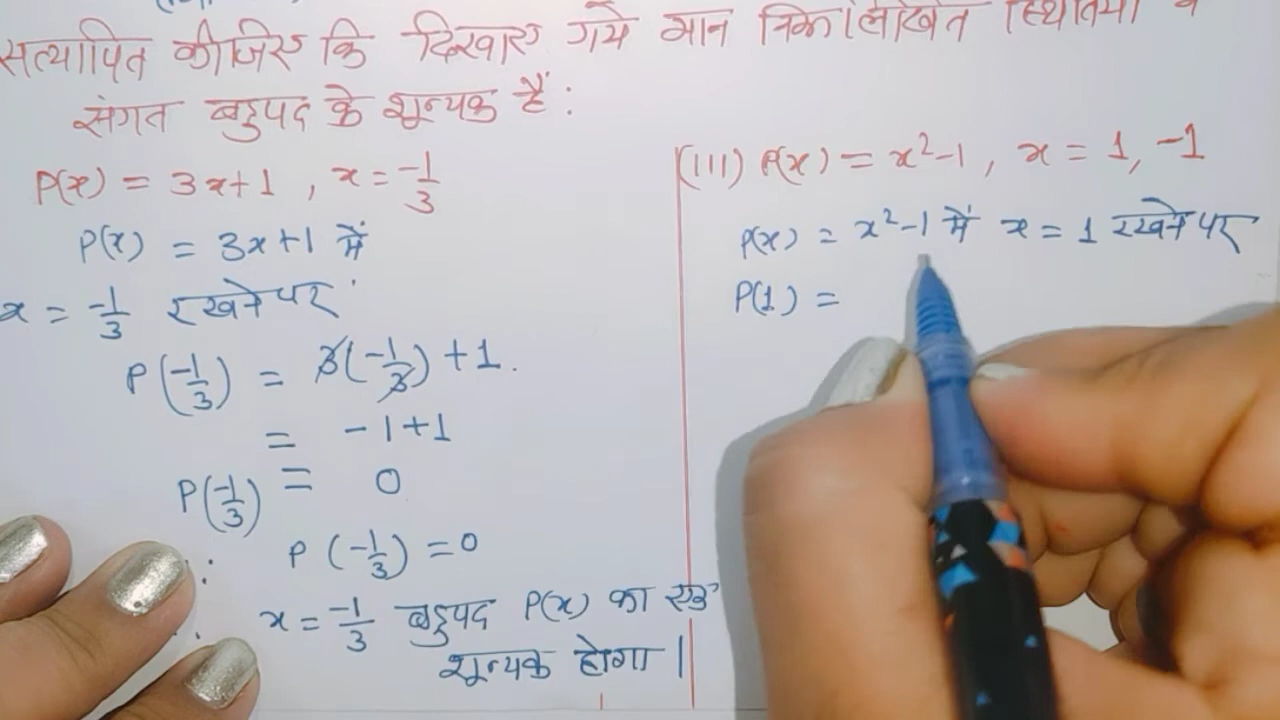 सत्यापित कीजिए कि दिखाए गये मान
संगत बहुपद के शून्यक हैं :
P(x) = 3x+1 , x = -1/3
P(x) = 3x+1 में
x = -1/3 रखने पर
P(-1/3) = 3(-1/3) +1.
= -1+1
P(-1/3) = 0
∴ P(-1/3) = 0
∴ x = -1/3 बहुपद P(x) का एक
शून्यक होगा |
(111) P(x) = x²-1 , x = 1, -1
P(x) = x²-1 में x = 1 रखने पर
P(1) =